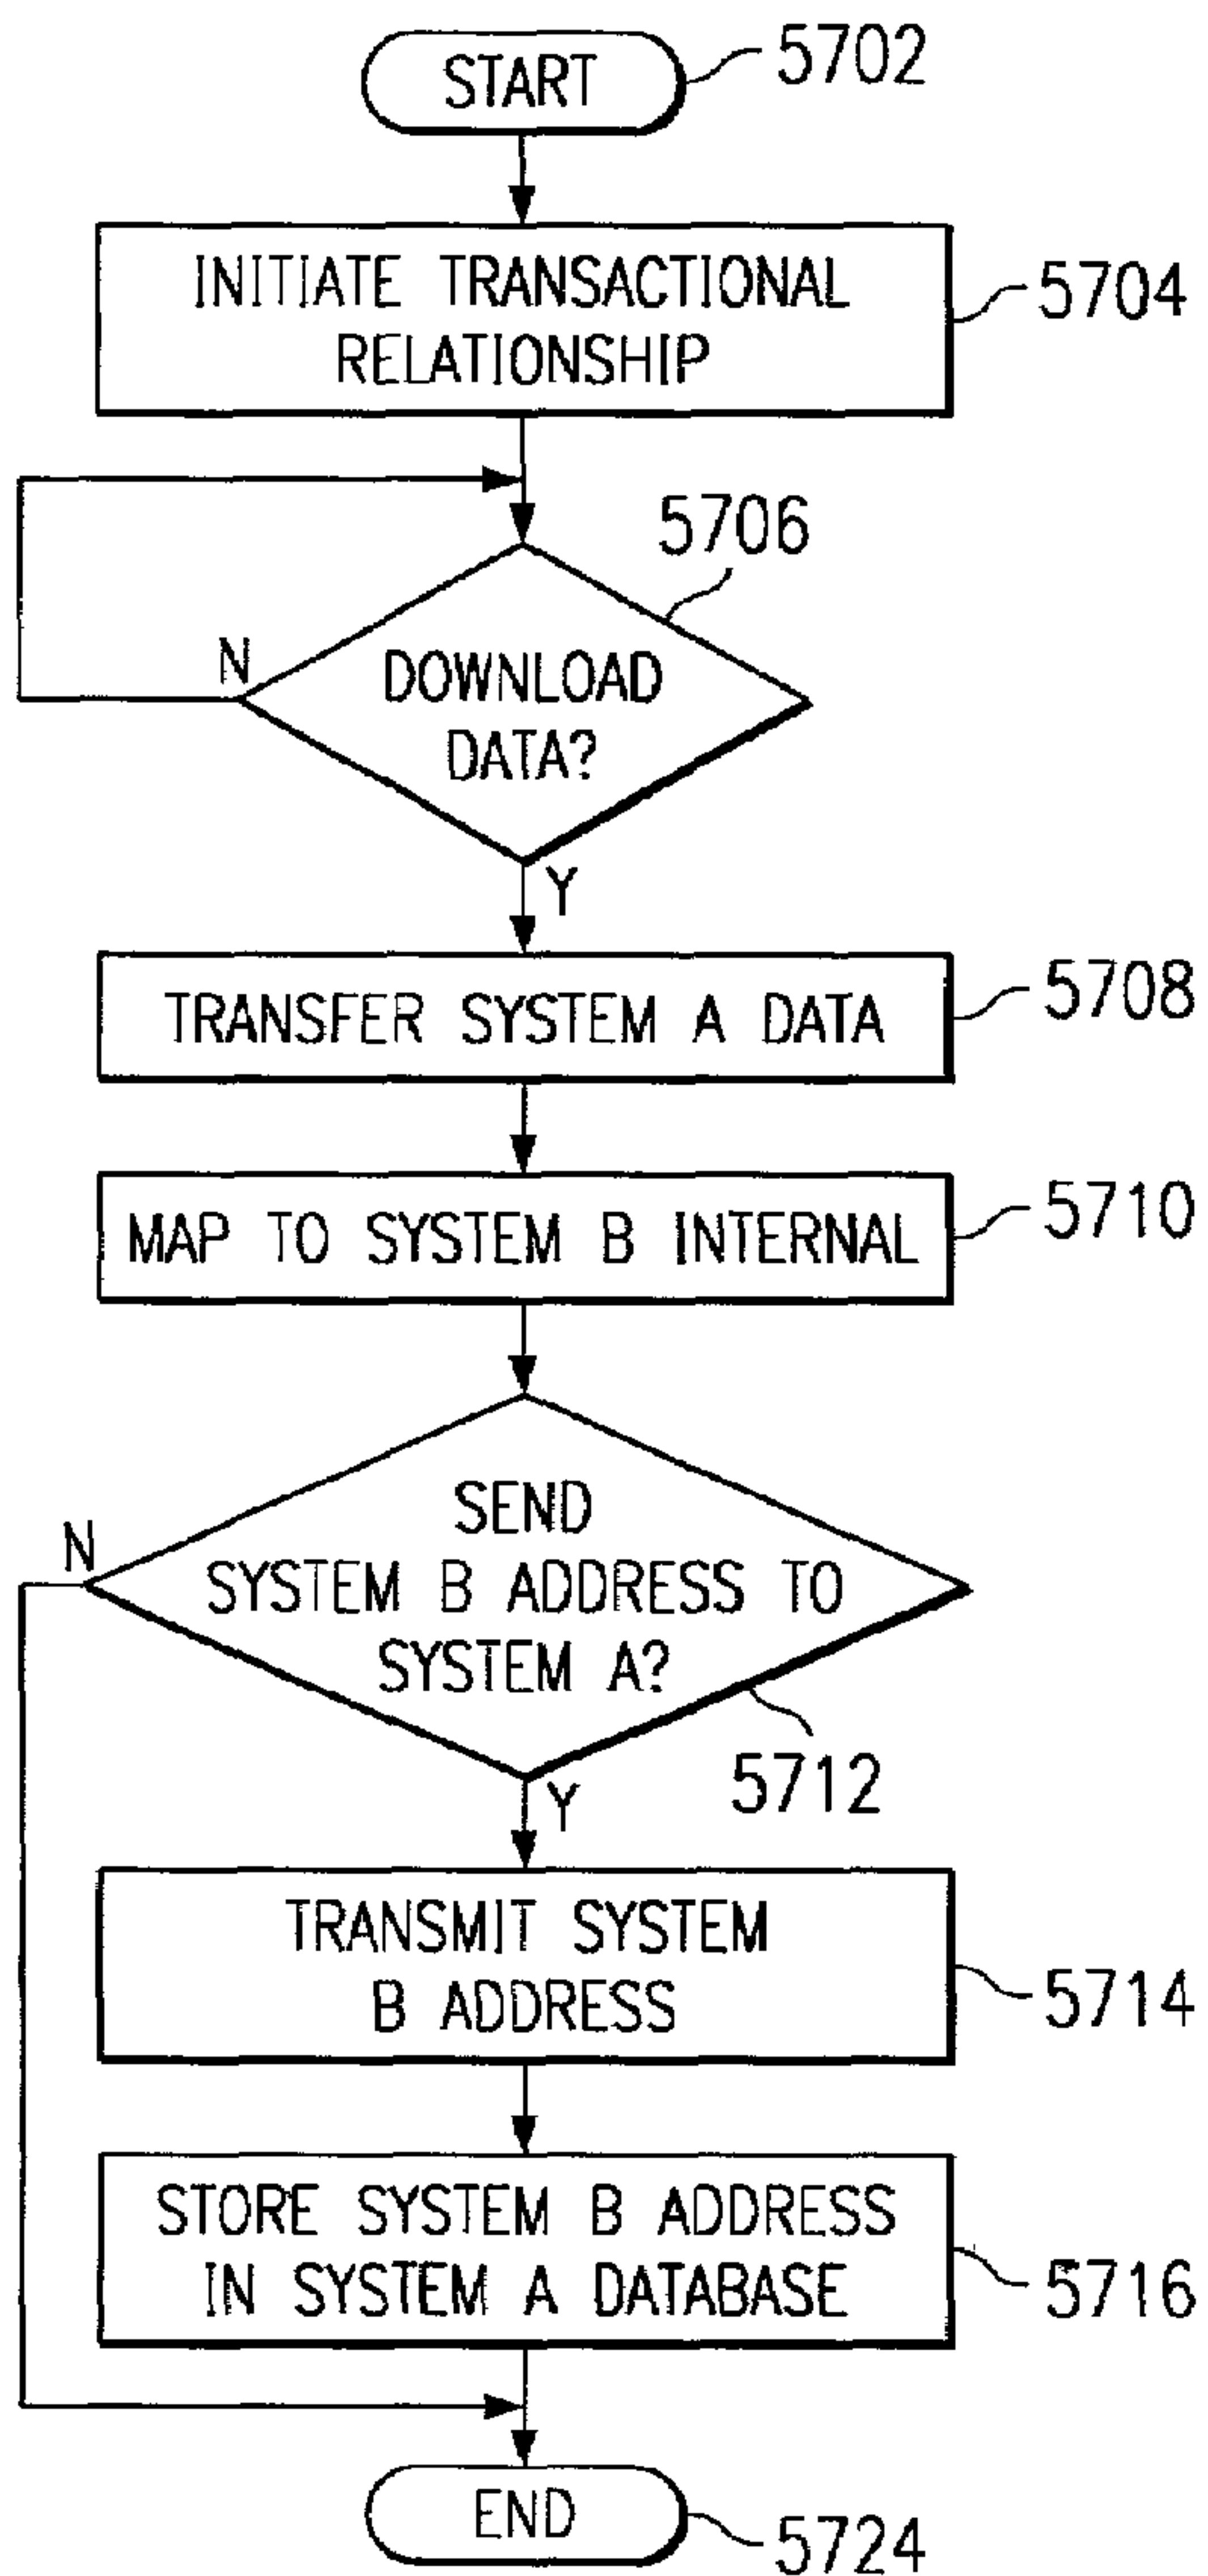 START
5702
INITIATE TRANSACTIONAL
RELATIONSHIP
5704
5706
N
DOWNLOAD
DATA?
Y
TRANSFER SYSTEM A DATA
5708
MAP TO SYSTEM B INTERNAL
5710
SEND
N
SYSTEM B ADDRESS TO
SYSTEM A?
5712
Y
TRANSMIT SYSTEM
B ADDRESS
5714
STORE SYSTEM B ADDRESS
IN SYSTEM A DATABASE
5716
END
5724